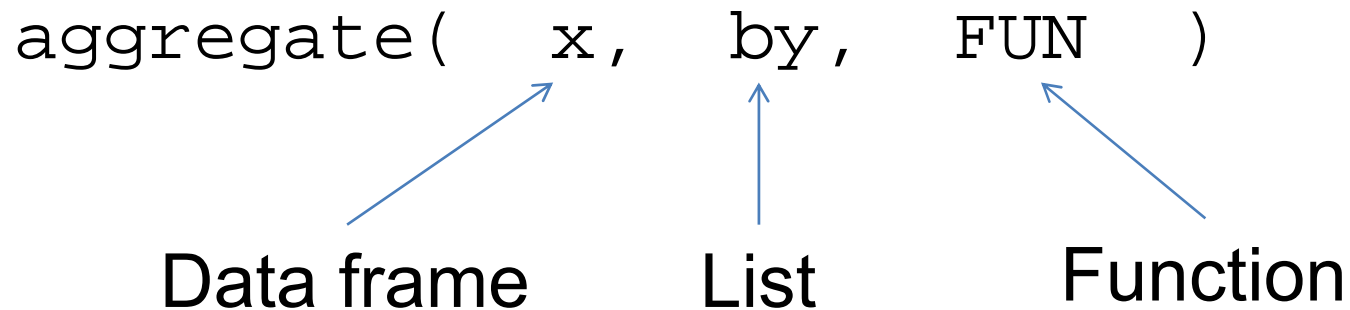 aggregate( x, by, FUN )
Data frame List Function